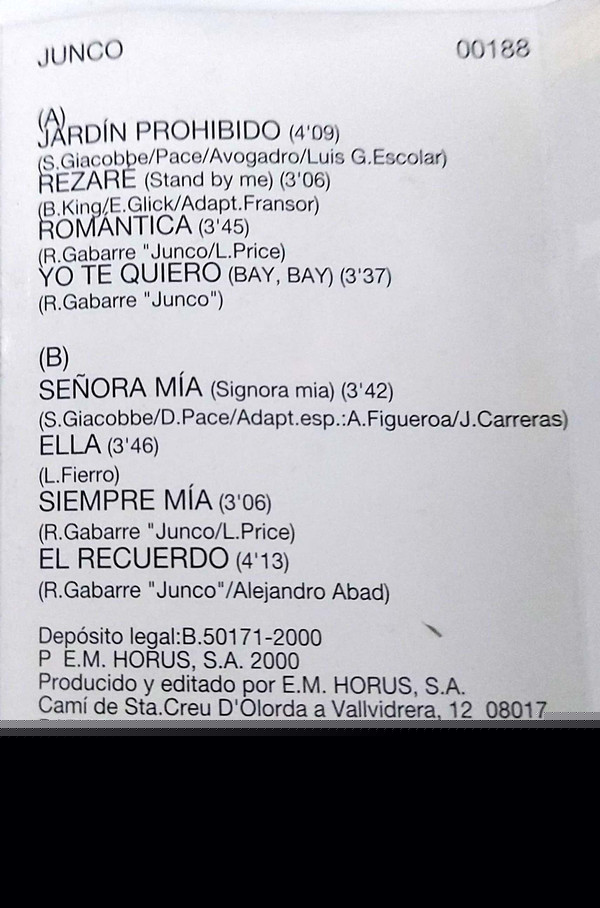 JUNCO 00188
(A)
JARDÍN PROHIBIDO (4'09)
(S.Giacobbe/Pace/Avogadro/Luis G.Escolar)
REZARÉ (Stand by me) (3'06)
(B.King/E.Glick/Adapt.Fransor)
ROMÁNTICA (3'45)
(R.Gabarre "Junco/L.Price)
YO TE QUIERO (BAY, BAY) (3'37)
(R.Gabarre "Junco")
(B)
SEÑORA MÍA (Signora mia) (3'42)
(S.Giacobbe/D.Pace/Adapt.esp.:A.Figueroa/J.Carreras)
ELLA (3'46)
(L.Fierro)
SIEMPRE MÍA (3'06)
(R.Gabarre "Junco/L.Price)
EL RECUERDO (4'13)
(R.Gabarre "Junco"/Alejandro Abad)
Depósito legal:B.50171-2000
P E.M. HORUS, S.A. 2000
Producido y editado por E.M. HORUS, S.A.
Camí de Sta.Creu D'Olorda a Vallvidrera, 12 08017